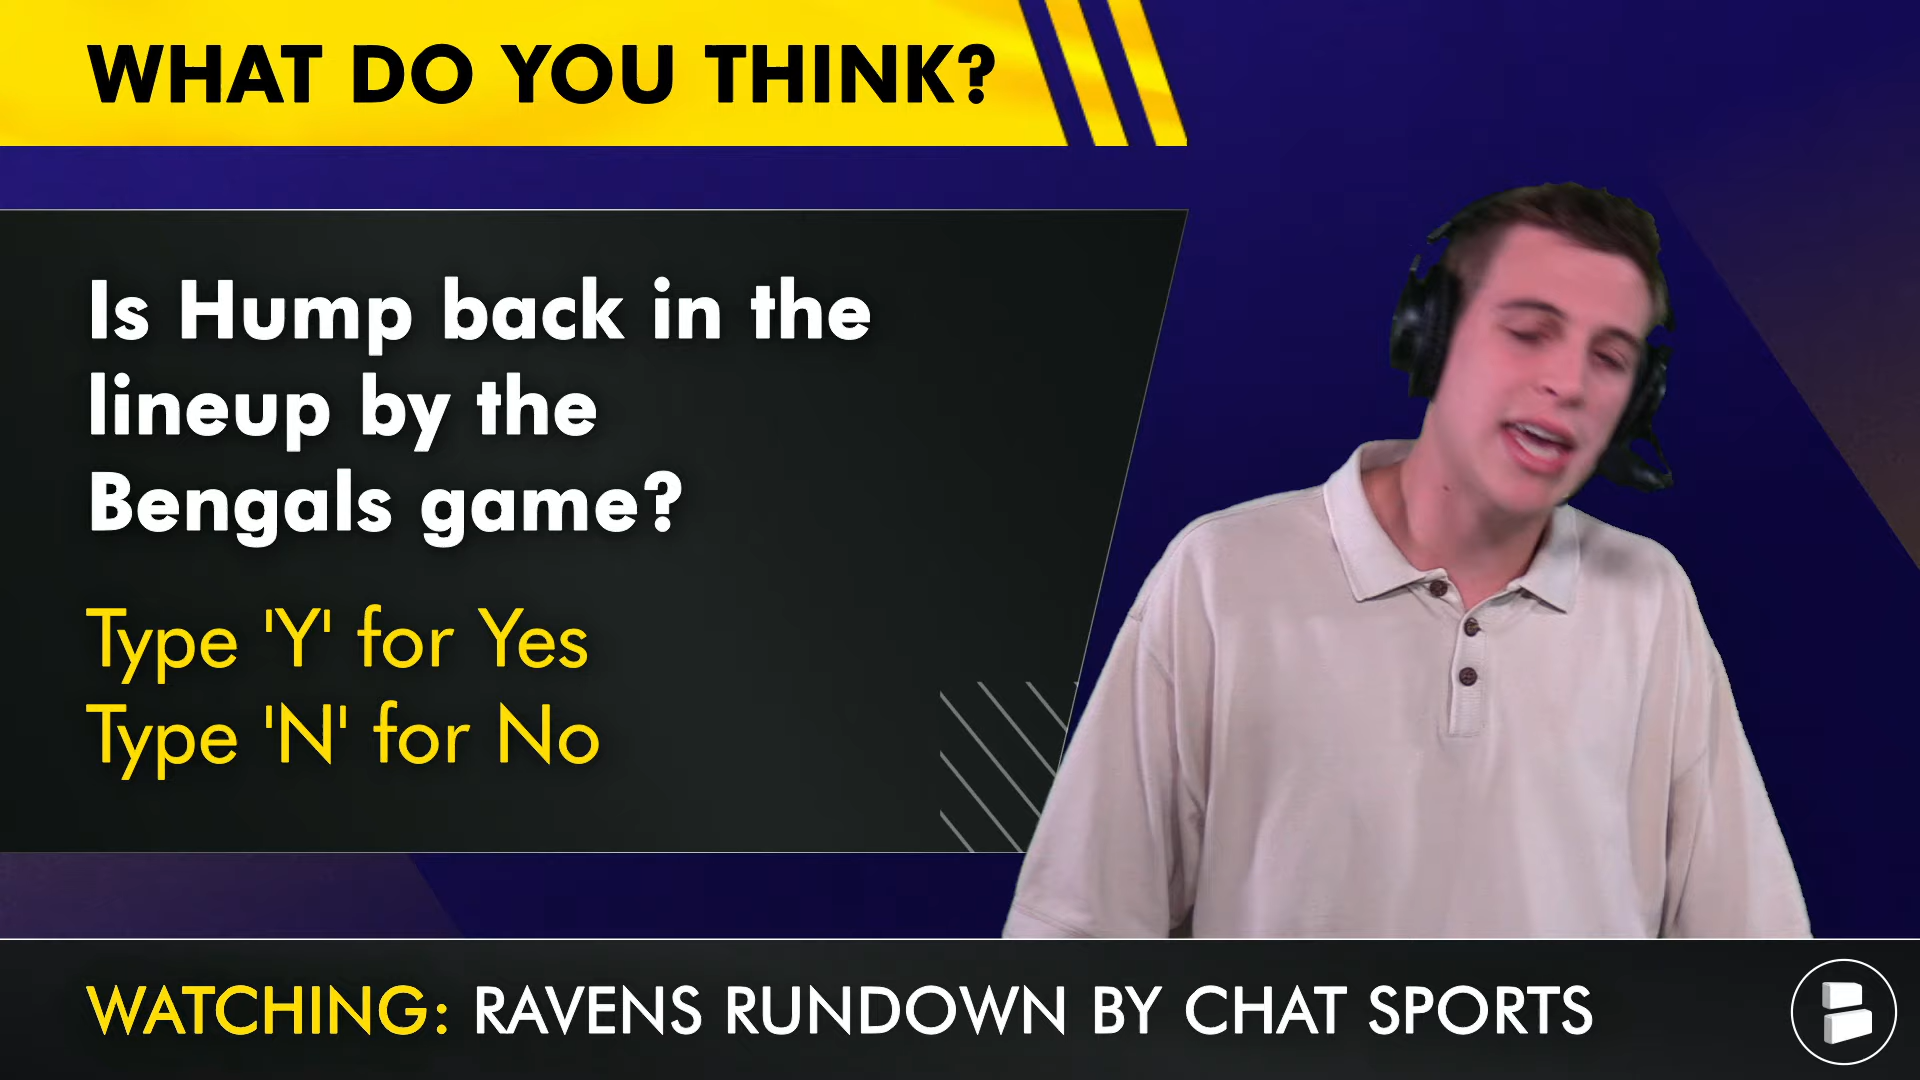 WHAT DO YOU THINK?
Is Hump back in the
lineup by the
Bengals game?
Type 'Y' for Yes
Type 'N' for No
WATCHING: RAVENS RUNDOWN BY CHAT SPORTS